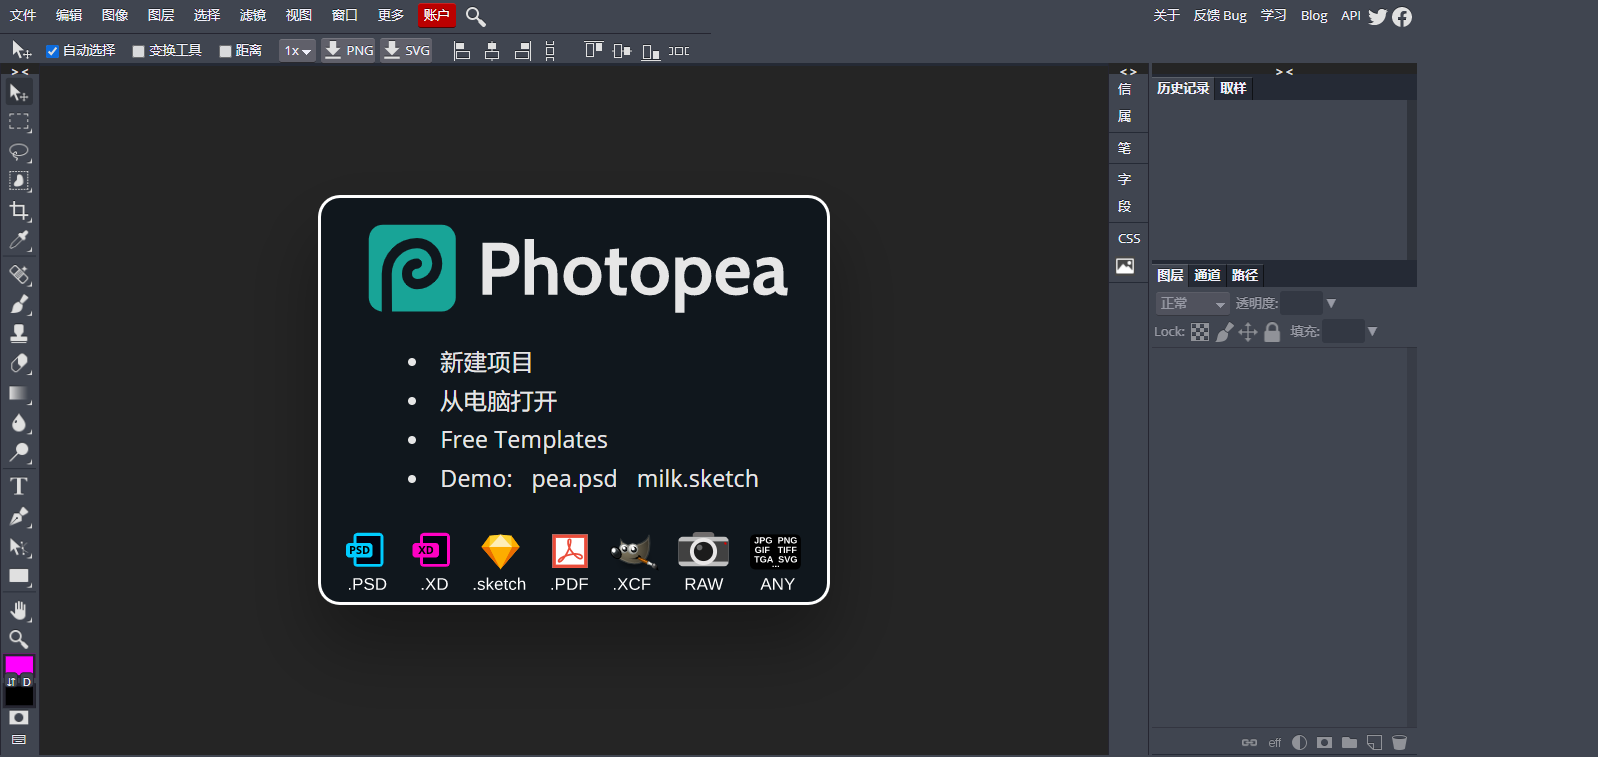 文件 编辑 图像 图层 选择 滤镜 视图 窗口 更多 账户 关于 反馈 Bug 学习 Blog API
自动选择 变换工具 距离 1x PNG SVG
> < < > > <
信 历史记录 取样
属
笔
字
段
CSS
图层 通道 路径
正常 透明度:
Lock: 填充:
Photopea
• 新建项目
• 从电脑打开
• Free Templates
• Demo: pea.psd milk.sketch
PSD XD JPG PNG
GIF TIFF
TGA SVG
...
.PSD .XD .sketch .PDF .XCF RAW ANY
T
D
eff